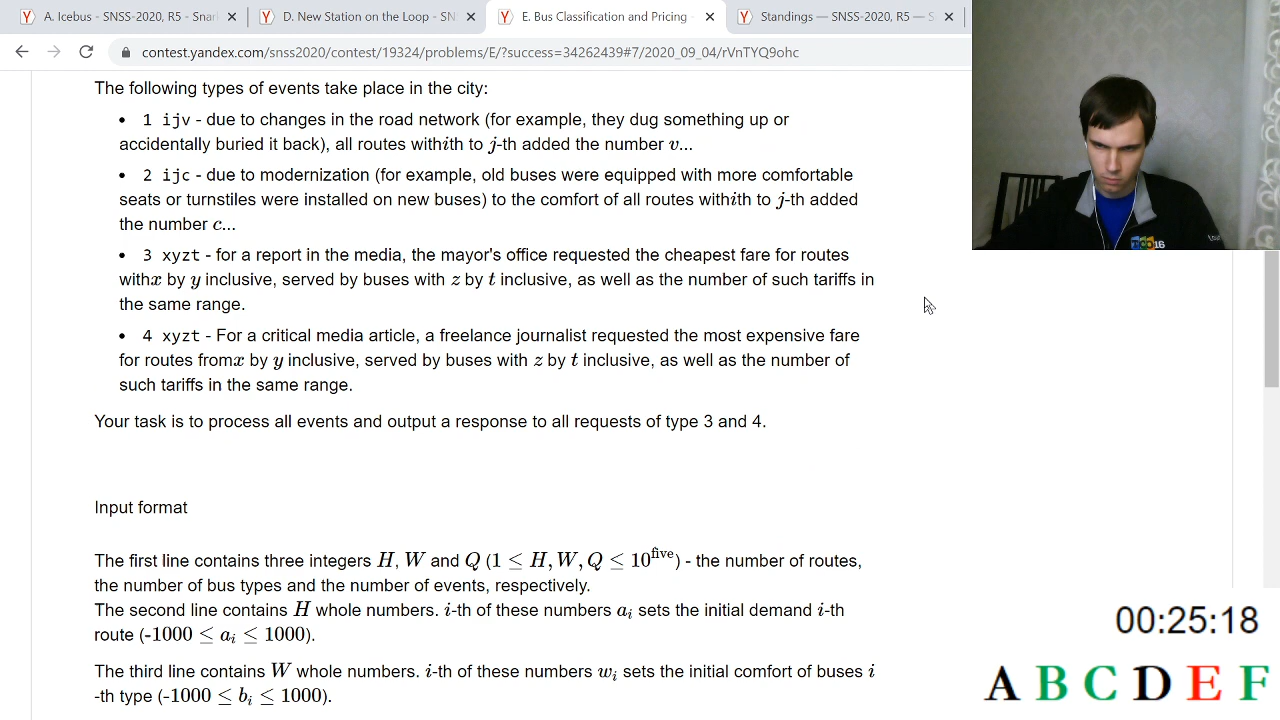 A. Icebus - SNSS-2020, R5 - Snar
D. New Station on the Loop - SN
E. Bus Classification and Pricing -
Standings — SNSS-2020, R5 — S
contest.yandex.com/snss2020/contest/19324/problems/E/?success=34262439#7/2020_09_04/rVnTYQ9ohc
The following types of events take place in the city:
• 1 ijv - due to changes in the road network (for example, they dug something up or
accidentally buried it back), all routes withith to j-th added the number v...
• 2 ijc - due to modernization (for example, old buses were equipped with more comfortable
seats or turnstiles were installed on new buses) to the comfort of all routes withith to j-th added
the number c...
• 3 xyzt - for a report in the media, the mayor's office requested the cheapest fare for routes
withx by y inclusive, served by buses with z by t inclusive, as well as the number of such tariffs in
the same range.
• 4 xyzt - For a critical media article, a freelance journalist requested the most expensive fare
for routes fromx by y inclusive, served by buses with z by t inclusive, as well as the number of
such tariffs in the same range.
Your task is to process all events and output a response to all requests of type 3 and 4.
Input format
The first line contains three integers H, W and Q (1 ≤ H, W, Q ≤ 10^five) - the number of routes,
the number of bus types and the number of events, respectively.
The second line contains H whole numbers. i-th of these numbers a_i sets the initial demand i-th
route (-1000 ≤ a_i ≤ 1000).
The third line contains W whole numbers. i-th of these numbers w_i sets the initial comfort of buses i
-th type (-1000 ≤ b_i ≤ 1000).
16
00:25:18
A B C D E F